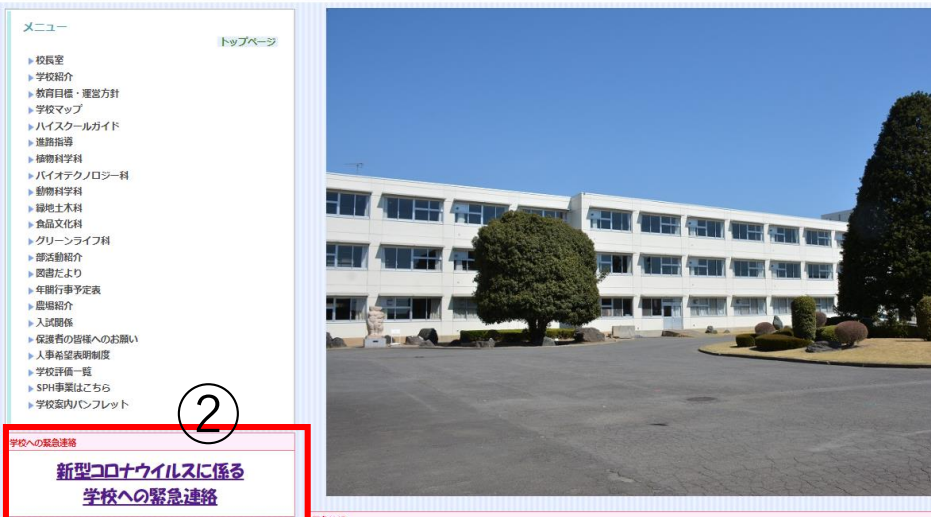 メニュー
トップページ
校長室
学校紹介
教育目標・運営方針
学校マップ
ハイスクールガイド
進路指導
植物科学科
バイオテクノロジー科
動物科学科
緑地土木科
食品文化科
グリーンライフ科
部活動紹介
図書だより
年間行事予定表
農場紹介
入試関係
保護者の皆様へのお願い
人事希望表明制度
学校評価一覧
SPH事業はこちら
学校案内パンフレット
②
学校への緊急連絡
新型コロナウイルスに係る
学校への緊急連絡